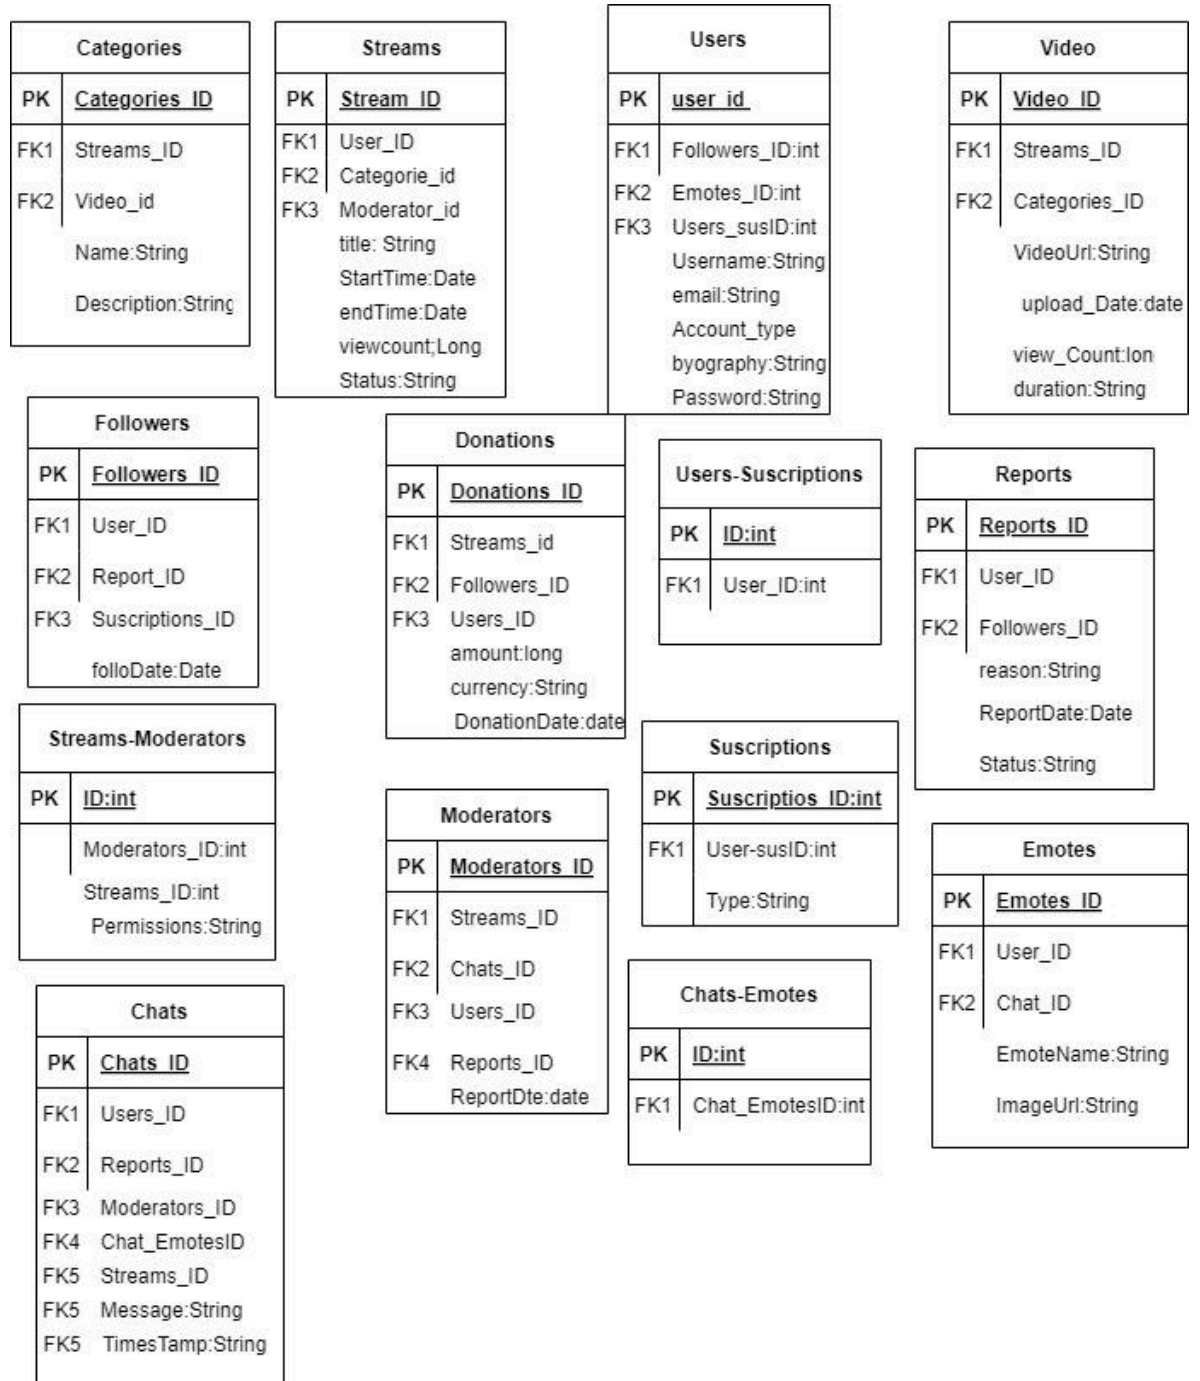 Categories
PK Categories_ID
FK1 Streams_ID
FK2 Video_id
Name:String
Description:String
Streams
PK Stream_ID
FK1 User_ID
FK2 Categorie_id
FK3 Moderator_id
title: String
StartTime:Date
endTime:Date
viewcount;Long
Status:String
Users
PK user_id
FK1 Followers_ID:int
FK2 Emotes_ID:int
FK3 Users_susID:int
Username:String
email:String
Account_type
byography:String
Password:String
Video
PK Video_ID
FK1 Streams_ID
FK2 Categories_ID
VideoUrl:String
upload_Date:date
view_Count:lon
duration:String
Followers
PK Followers_ID
FK1 User_ID
FK2 Report_ID
FK3 Suscriptions_ID
folloDate:Date
Donations
PK Donations_ID
FK1 Streams_id
FK2 Followers_ID
FK3 Users_ID
amount:long
currency:String
DonationDate:date
Users-Suscriptions
PK ID:int
FK1 User_ID:int
Reports
PK Reports_ID
FK1 User_ID
FK2 Followers_ID
reason:String
ReportDate:Date
Status:String
Streams-Moderators
PK ID:int
Moderators_ID:int
Streams_ID:int
Permissions:String
Moderators
PK Moderators_ID
FK1 Streams_ID
FK2 Chats_ID
FK3 Users_ID
FK4 Reports_ID
ReportDte:date
Suscriptions
PK Suscriptios_ID:int
FK1 User-susID:int
Type:String
Emotes
PK Emotes_ID
FK1 User_ID
FK2 Chat_ID
EmoteName:String
ImageUrl:String
Chats
PK Chats_ID
FK1 Users_ID
FK2 Reports_ID
FK3 Moderators_ID
FK4 Chat_EmotesID
FK5 Streams_ID
FK5 Message:String
FK5 TimesTamp:String
Chats-Emotes
PK ID:int
FK1 Chat_EmotesID:int